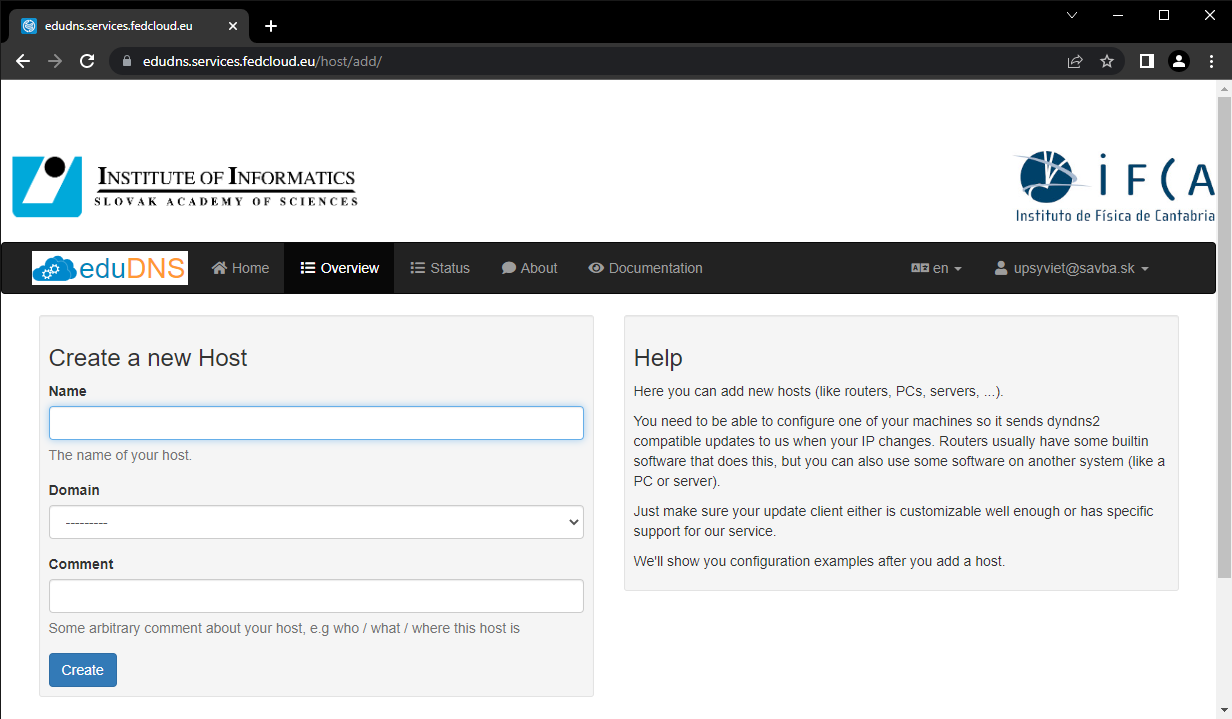 edudns.services.fedcloud.eu
edudns.services.fedcloud.eu/host/add/
INSTITUTE OF INFORMATICS
SLOVAK ACADEMY OF SCIENCES
iFCA
Instituto de Física de Cantabria
eduDNS Home Overview Status About Documentation en upsyviet@savba.sk
Create a new Host
Name
The name of your host.
Domain
---------
Comment
Some arbitrary comment about your host, e.g who / what / where this host is
Create
Help
Here you can add new hosts (like routers, PCs, servers, ...).
You need to be able to configure one of your machines so it sends dyndns2
compatible updates to us when your IP changes. Routers usually have some builtin
software that does this, but you can also use some software on another system (like a
PC or server).
Just make sure your update client either is customizable well enough or has specific
support for our service.
We'll show you configuration examples after you add a host.